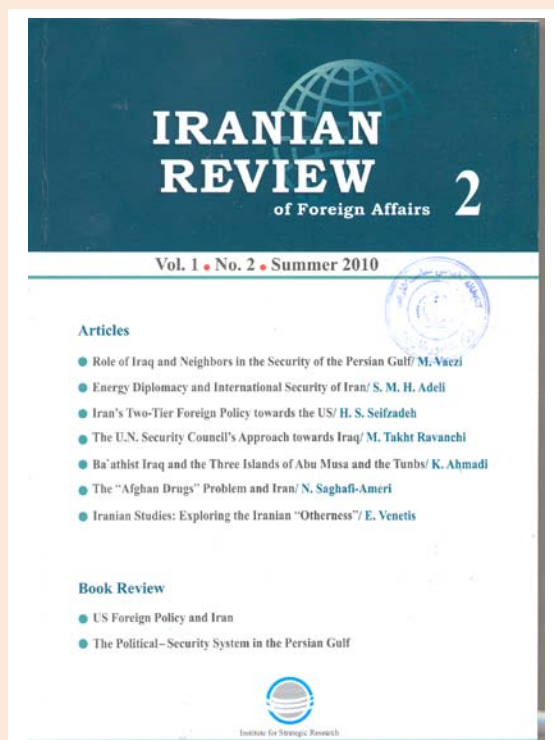 IRANIAN
REVIEW
of Foreign Affairs 2
Vol. 1 • No. 2 • Summer 2010
Articles
Role of Iraq and Neighbors in the Security of the Persian Gulf/ M. Vaezi
Energy Diplomacy and International Security of Iran/ S. M. H. Adeli
Iran's Two-Tier Foreign Policy towards the US/ H. S. Seifzadeh
The U.N. Security Council's Approach towards Iraq/ M. Takht Ravanchi
Ba`athist Iraq and the Three Islands of Abu Musa and the Tunbs/ K. Ahmadi
The "Afghan Drugs" Problem and Iran/ N. Saghafi-Ameri
Iranian Studies: Exploring the Iranian "Otherness"/ E. Venetis
Book Review
US Foreign Policy and Iran
The Political–Security System in the Persian Gulf
Institute for Strategic Research